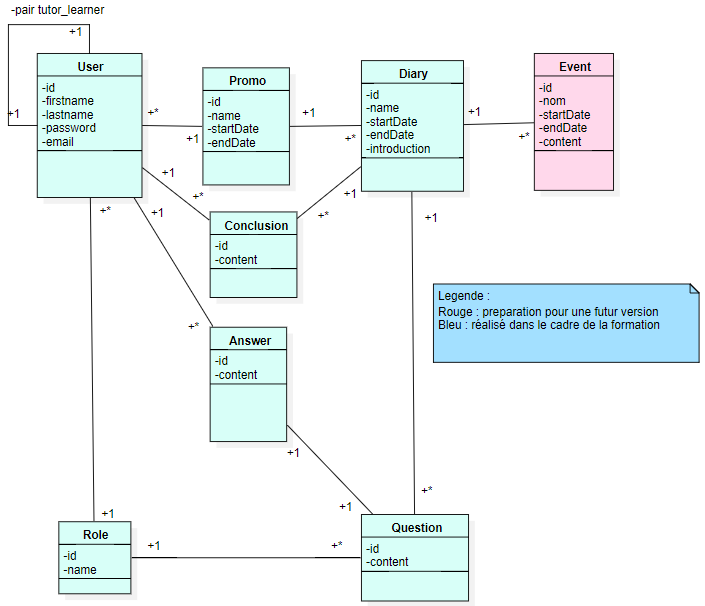 -pair tutor_learner
+1
+1
User
-id
-firstname
-lastname
-password
-email
+*
+1
Promo
-id
-name
-startDate
-endDate
+1
+*
Diary
-id
-name
-startDate
-endDate
-introduction
+1
+*
Event
-id
-nom
-startDate
-endDate
-content
+1
+*
Conclusion
-id
-content
+*
+1
+*
+1
+1
+*
Answer
-id
-content
Legende :
Rouge : preparation pour une futur version
Bleu : réalisé dans le cadre de la formation
+1
+1
+*
+1
Role
-id
-name
+1
+*
Question
-id
-content